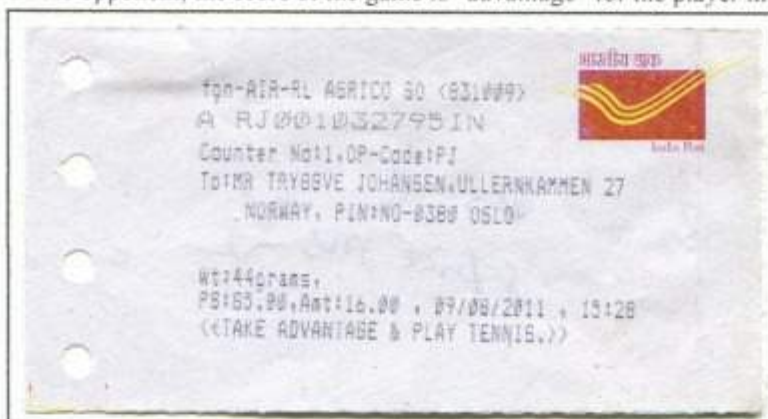 भारतीय डाक
India Post
fgn-AIR-RL AGRICO SO <831009>
A RJ001032795IN
Counter No:1,OP-Code:PJ
To:MR TRYGGVE JOHANSEN,ULLERNKAMMEN 27
NORWAY, PIN:NO-0380 OSLO
wt:44grams,
PS:65.00,Amt:16.00 , 09/08/2011 , 15:28
<<TAKE ADVANTAGE & PLAY TENNIS.>>